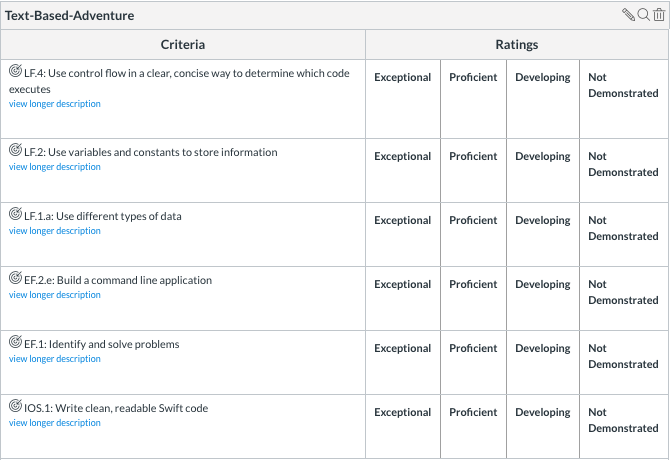 Text-Based-Adventure
Criteria
Ratings
LF.4: Use control flow in a clear, concise way to determine which code
executes
view longer description
Exceptional
Proficient
Developing
Not
Demonstrated
LF.2: Use variables and constants to store information
view longer description
Exceptional
Proficient
Developing
Not
Demonstrated
LF.1.a: Use different types of data
view longer description
Exceptional
Proficient
Developing
Not
Demonstrated
EF.2.e: Build a command line application
view longer description
Exceptional
Proficient
Developing
Not
Demonstrated
EF.1: Identify and solve problems
view longer description
Exceptional
Proficient
Developing
Not
Demonstrated
IOS.1: Write clean, readable Swift code
view longer description
Exceptional
Proficient
Developing
Not
Demonstrated